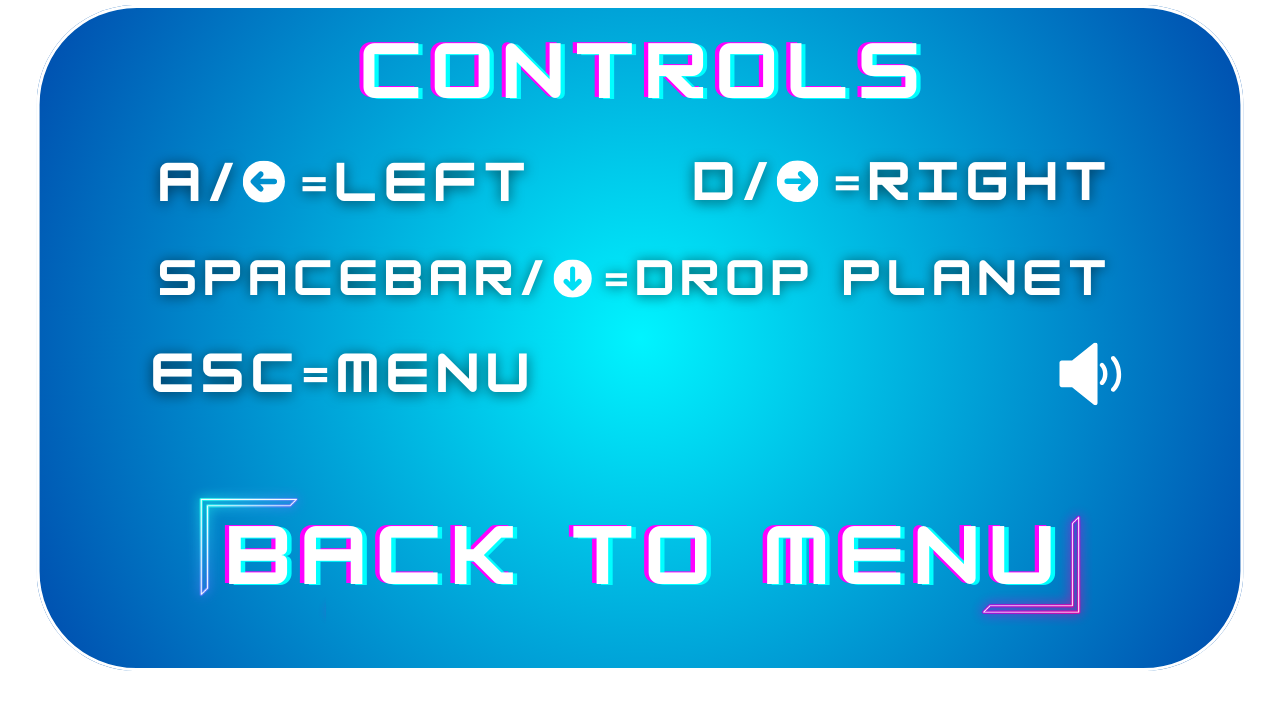 CONTROLS
A/←=LEFT D/→=RIGHT
SPACEBAR/↓=DROP PLANET
ESC=MENU
BACK TO MENU